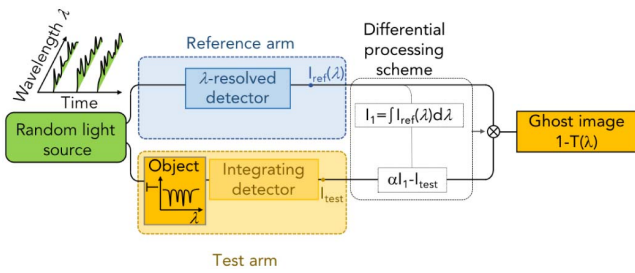 Wavelength λ
Time
Random light
source
Reference arm
λ-resolved
detector
I_ref(λ)
Differential
processing
scheme
I₁=∫I_ref(λ)dλ
Ghost image
1-T(λ)
Object
λ
Integrating
detector
I_test
αI₁-I_test
Test arm